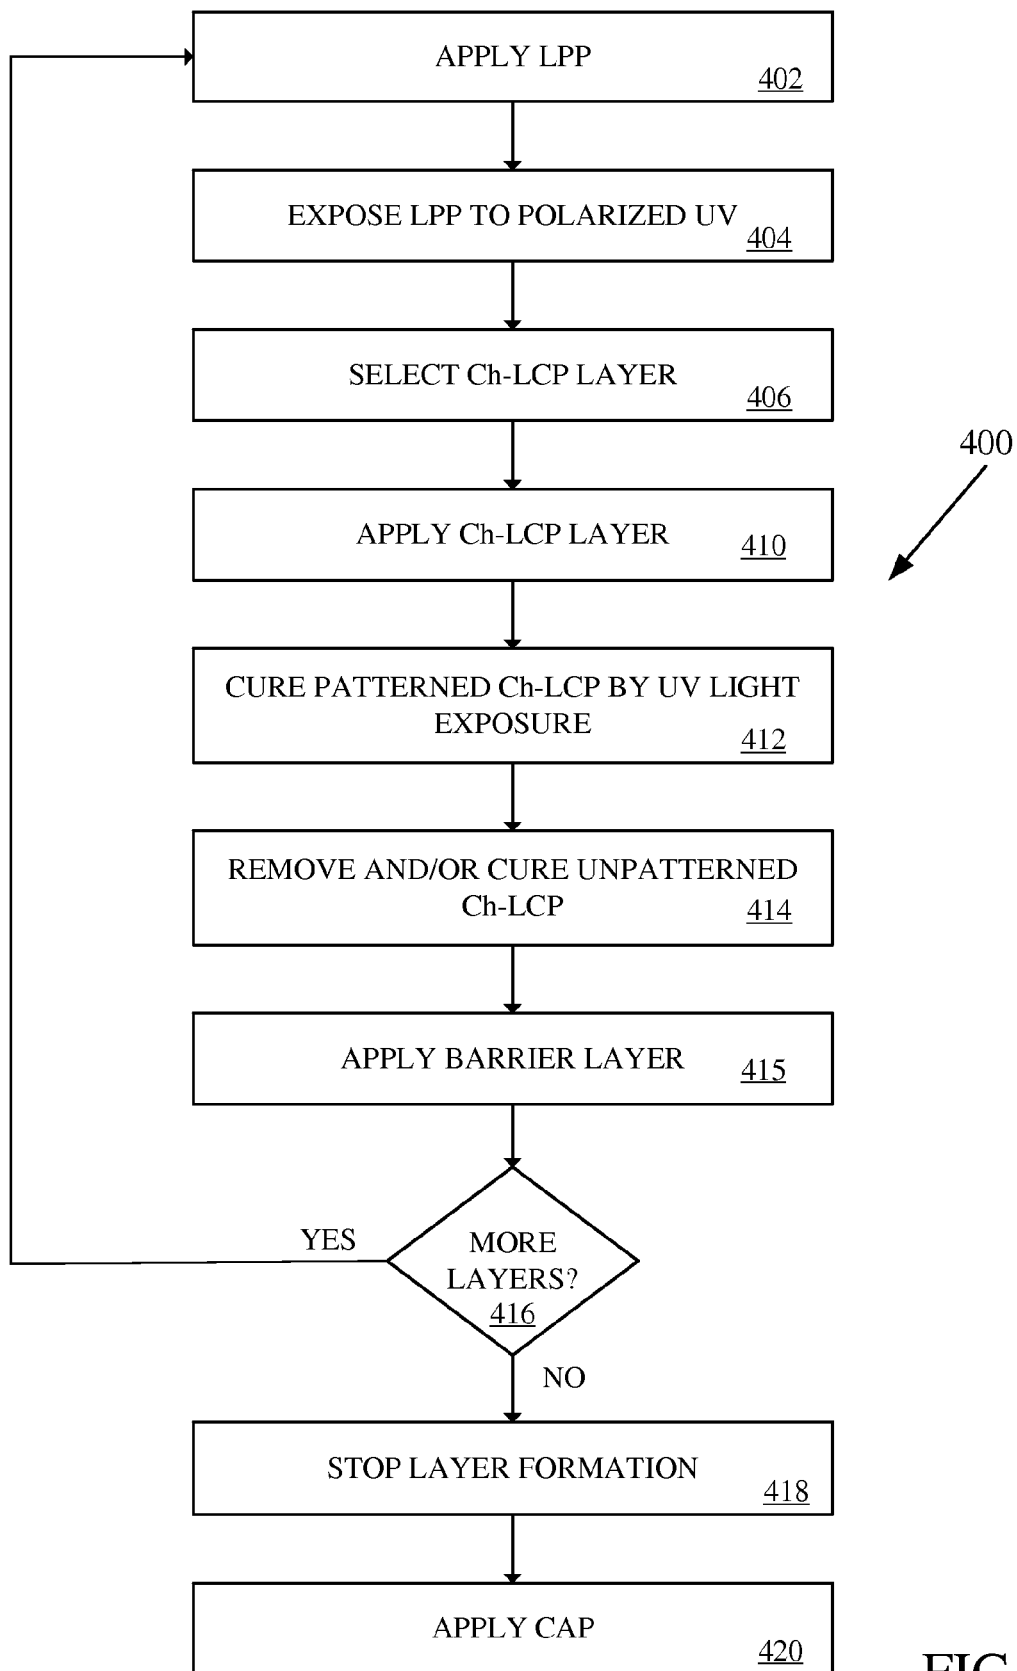 APPLY LPP
402
EXPOSE LPP TO POLARIZED UV
404
SELECT Ch-LCP LAYER
406
400
APPLY Ch-LCP LAYER
410
CURE PATTERNED Ch-LCP BY UV LIGHT
EXPOSURE
412
REMOVE AND/OR CURE UNPATTERNED
Ch-LCP
414
APPLY BARRIER LAYER
415
YES
MORE
LAYERS?
416
NO
STOP LAYER FORMATION
418
APPLY CAP
420
FIG